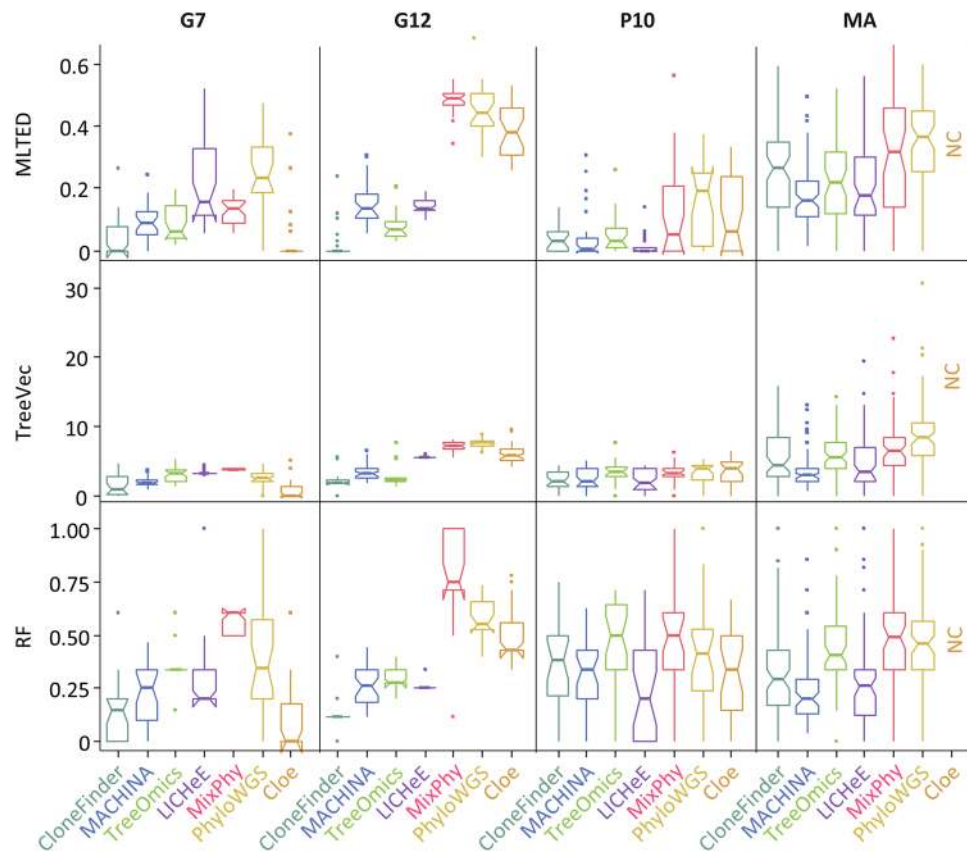 G7 G12 P10 MA
MLTED
0.6
0.4
0.2
0
NC
TreeVec
30
20
10
0
NC
RF
1.00
0.75
0.50
0.25
0
NC
CloneFinder MACHINA TreeOmics LICHeE MixPhy PhyloWGS Cloe CloneFinder MACHINA TreeOmics LICHeE MixPhy PhyloWGS Cloe CloneFinder MACHINA TreeOmics LICHeE MixPhy PhyloWGS Cloe CloneFinder MACHINA TreeOmics LICHeE MixPhy PhyloWGS Cloe